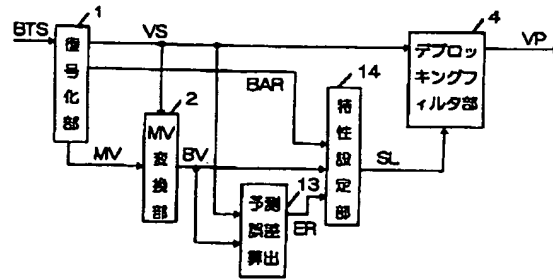 1
4
BTS
VS
VP
復号化部
デブロッキングフィルタ部
14
BAR
2
特性設定部
MV変換部
MV
BV
SL
13
予測誤差算出
ER